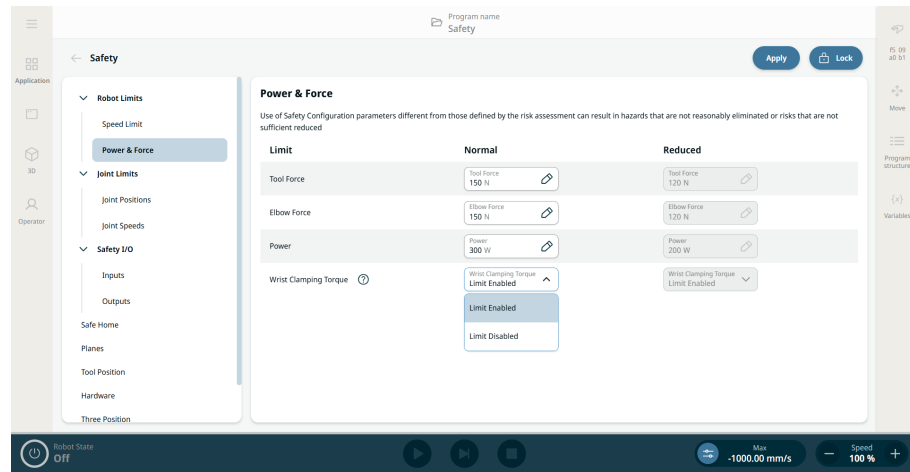 Program name
Safety
f5 09
a0 b1
Safety
Apply
Lock
Application
3D
Operator
Move
Program
structure
{x}
Variables
Robot Limits
Speed Limit
Power & Force
Joint Limits
Joint Positions
Joint Speeds
Safety I/O
Inputs
Outputs
Safe Home
Planes
Tool Position
Hardware
Three Position
Power & Force
Use of Safety Configuration parameters different from those defined by the risk assessment can result in hazards that are not reasonably eliminated or risks that are not
sufficient reduced
Limit Normal Reduced
Tool Force
Tool Force
150 N
Tool Force
120 N
Elbow Force
Elbow Force
150 N
Elbow Force
120 N
Power
Power
300 W
Power
200 W
Wrist Clamping Torque ?
Wrist Clamping Torque
Limit Enabled
Wrist Clamping Torque
Limit Enabled
Limit Enabled
Limit Disabled
Robot State
Off
Max
-1000.00 mm/s
Speed
100 %